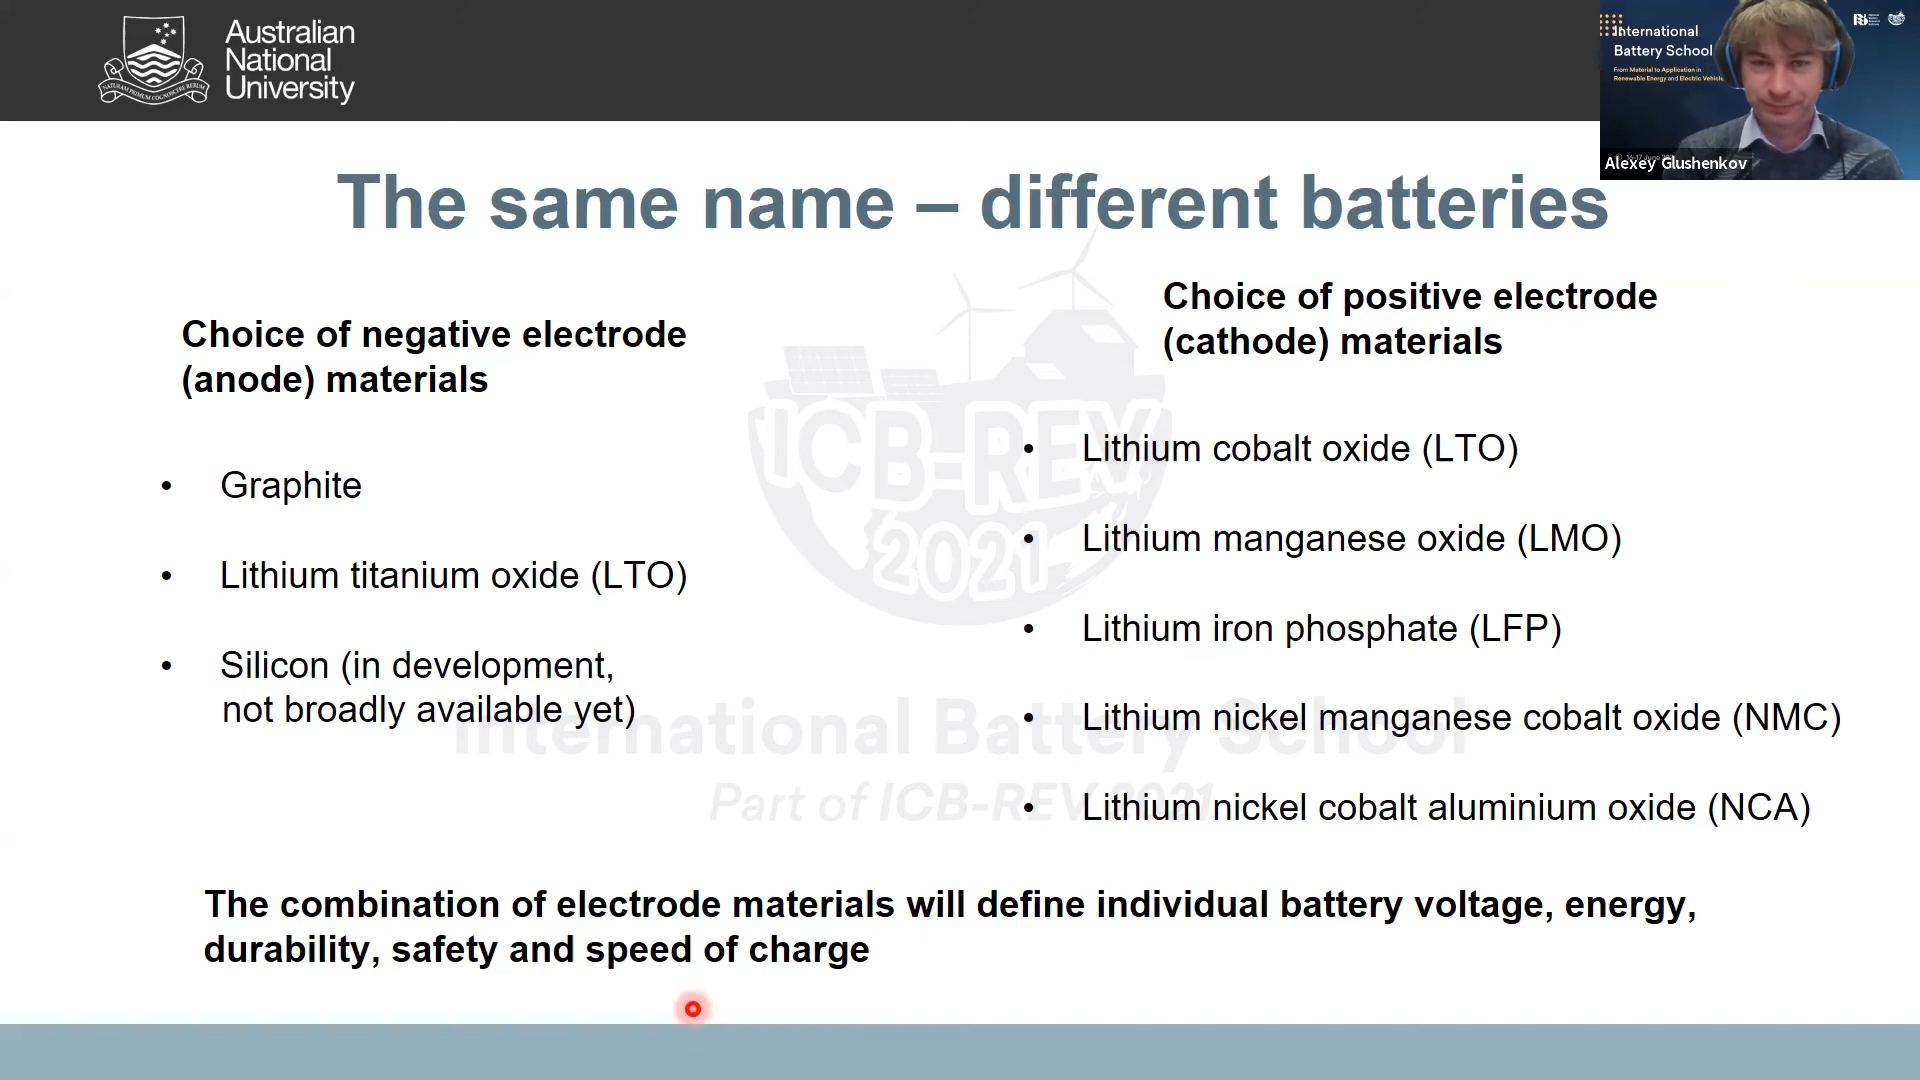 Australian
National
University
NATURAM PRIMUM COGNOSCERE RERUM
International
Battery School
From Material to Application in
Renewable Energy and Electric Vehicle
Alexey Glushenkov
The same name – different batteries
Choice of negative electrode
(anode) materials
• Graphite
• Lithium titanium oxide (LTO)
• Silicon (in development,
not broadly available yet)
Choice of positive electrode
(cathode) materials
• Lithium cobalt oxide (LTO)
• Lithium manganese oxide (LMO)
• Lithium iron phosphate (LFP)
• Lithium nickel manganese cobalt oxide (NMC)
• Lithium nickel cobalt aluminium oxide (NCA)
ICB-REV
2021
International Battery School
Part of ICB-REV 2021
The combination of electrode materials will define individual battery voltage, energy,
durability, safety and speed of charge